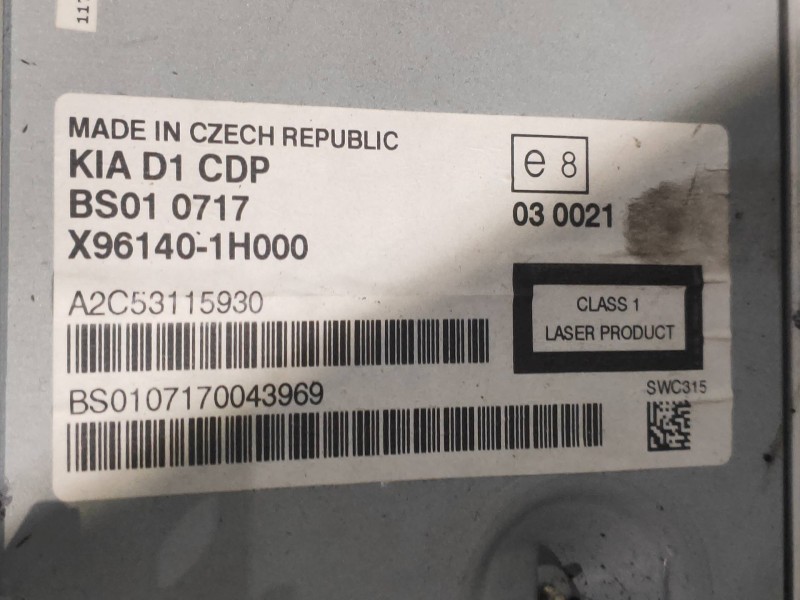 117
MADE IN CZECH REPUBLIC
KIA D1 CDP
BS01 0717
X96140-1H000
e 8
03 0021
A2C53115930
CLASS 1
LASER PRODUCT
BS0107170043969
SWC315